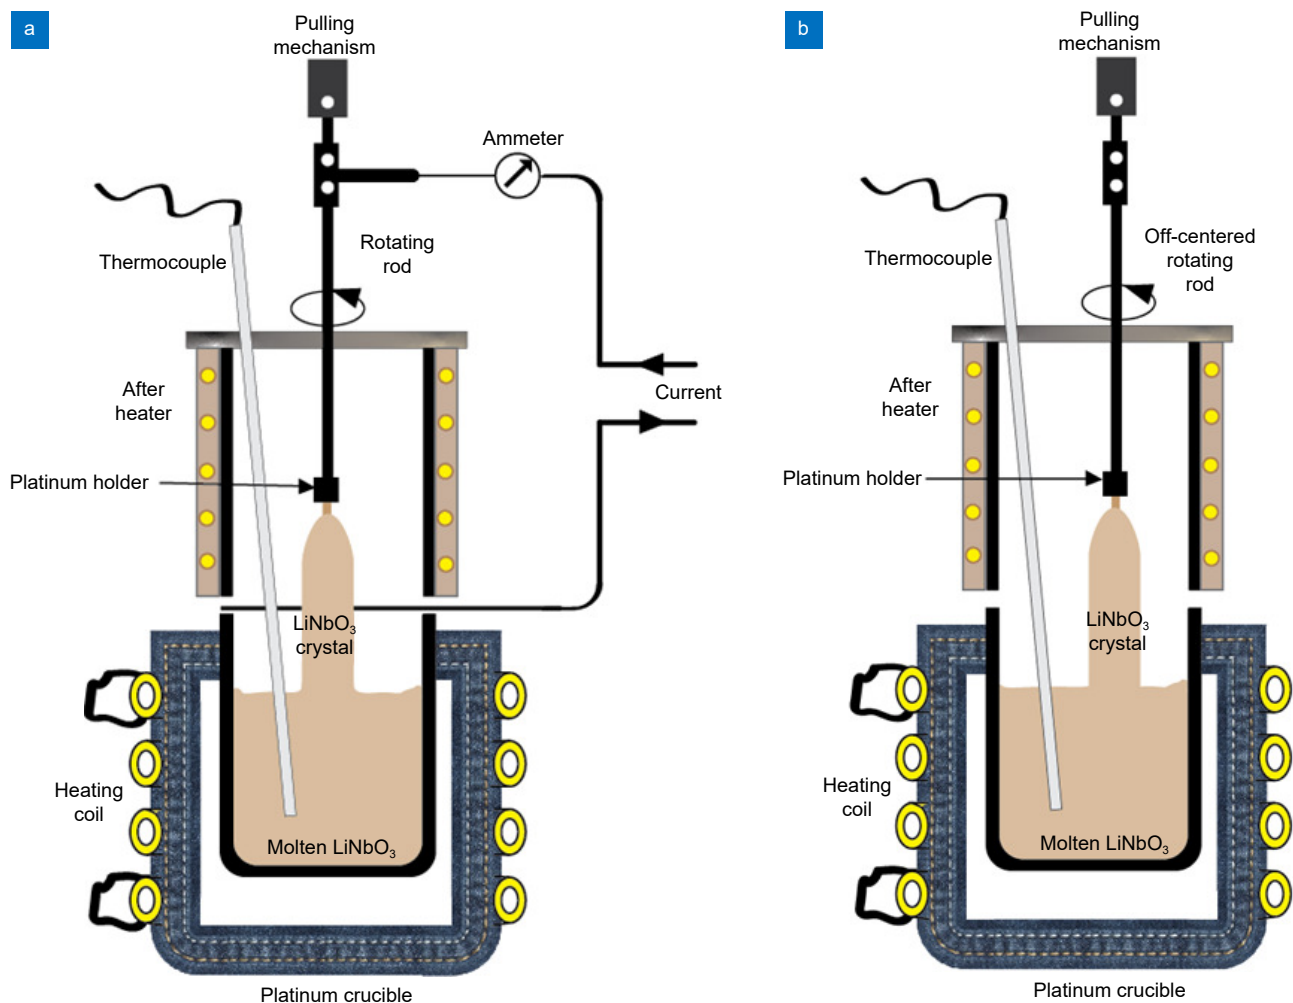 a
Pulling
mechanism
Ammeter
Rotating
rod
Thermocouple
After
heater
Current
Platinum holder
LiNbO₃
crystal
Heating
coil
Molten LiNbO₃
Platinum crucible
b
Pulling
mechanism
Off-centered
rotating
rod
Thermocouple
After
heater
Platinum holder
LiNbO₃
crystal
Heating
coil
Molten LiNbO₃
Platinum crucible